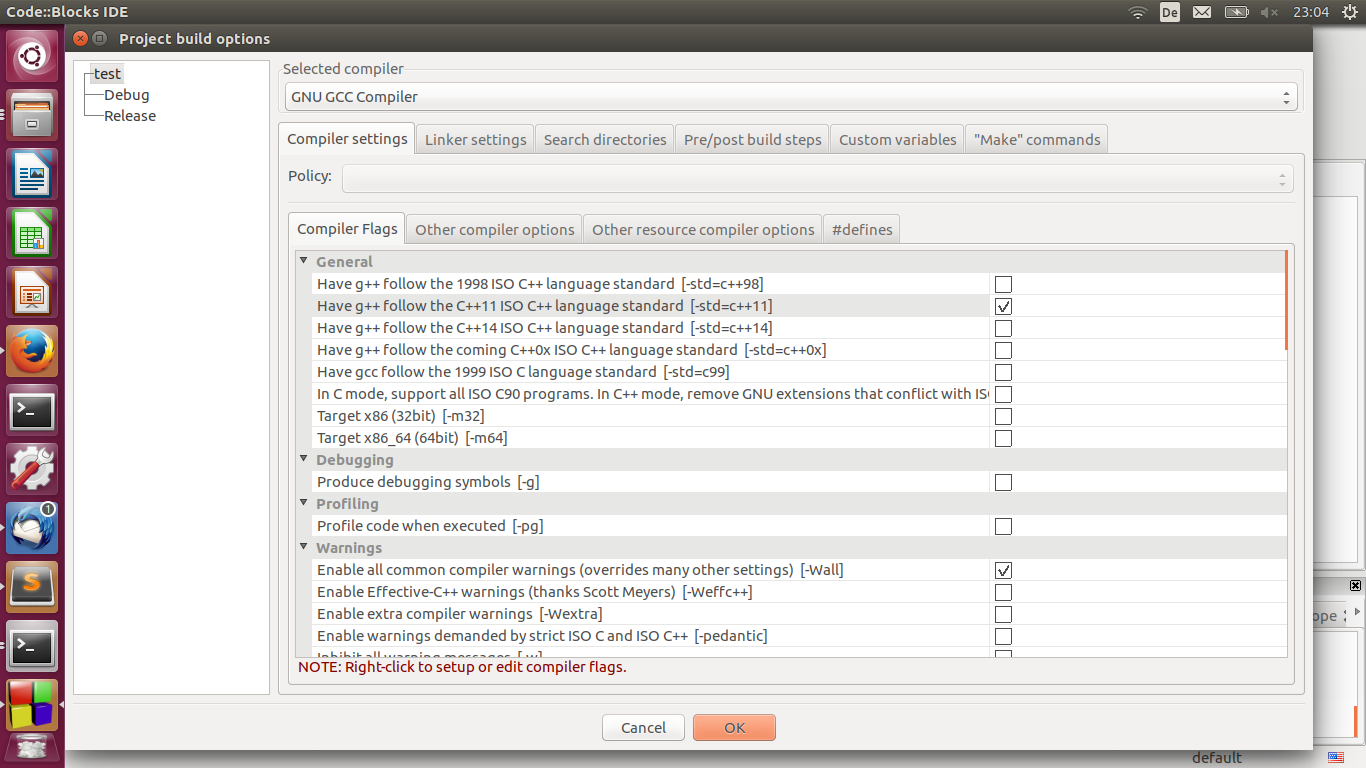 Code::Blocks IDE
De
23:04
Project build options
test
Debug
Release
Selected compiler
GNU GCC Compiler
Compiler settings
Linker settings
Search directories
Pre/post build steps
Custom variables
"Make" commands
Policy:
Compiler Flags
Other compiler options
Other resource compiler options
#defines
General
Have g++ follow the 1998 ISO C++ language standard [-std=c++98]
Have g++ follow the C++11 ISO C++ language standard [-std=c++11]
Have g++ follow the C++14 ISO C++ language standard [-std=c++14]
Have g++ follow the coming C++0x ISO C++ language standard [-std=c++0x]
Have gcc follow the 1999 ISO C language standard [-std=c99]
In C mode, support all ISO C90 programs. In C++ mode, remove GNU extensions that conflict with IS
Target x86 (32bit) [-m32]
Target x86_64 (64bit) [-m64]
Debugging
Produce debugging symbols [-g]
Profiling
Profile code when executed [-pg]
Warnings
Enable all common compiler warnings (overrides many other settings) [-Wall]
Enable Effective-C++ warnings (thanks Scott Meyers) [-Weffc++]
Enable extra compiler warnings [-Wextra]
Enable warnings demanded by strict ISO C and ISO C++ [-pedantic]
Inhibit all warning messages [-w]
NOTE: Right-click to setup or edit compiler flags.
Cancel
OK
1
S
ope
default